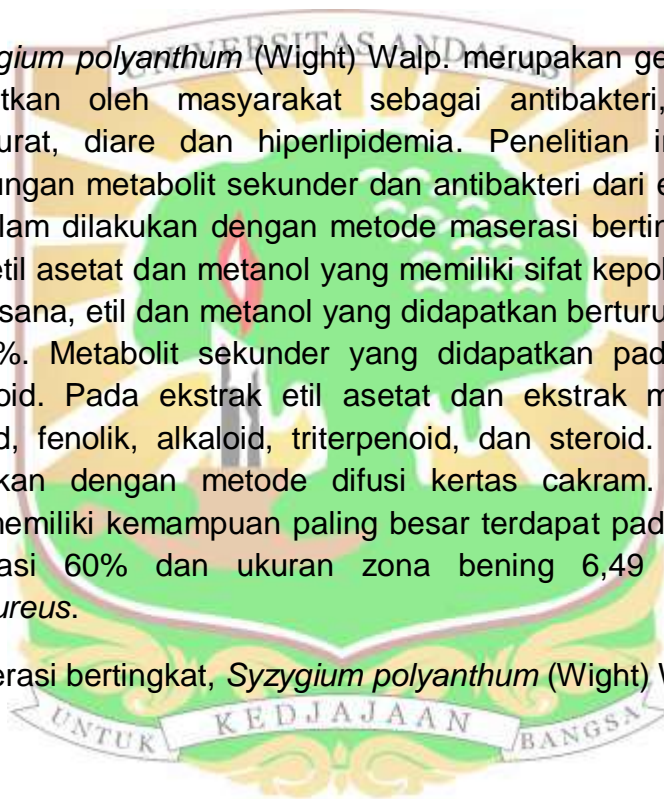 UNIVERSITAS ANDALAS
gium polyanthum (Wight) Walp. merupakan ge
tkan oleh masyarakat sebagai antibakteri,
urat, diare dan hiperlipidemia. Penelitian i
ungan metabolit sekunder dan antibakteri dari e
lam dilakukan dengan metode maserasi bertin
etil asetat dan metanol yang memiliki sifat kepol
sana, etil dan metanol yang didapatkan berturu
%. Metabolit sekunder yang didapatkan pad
oid. Pada ekstrak etil asetat dan ekstrak m
d, fenolik, alkaloid, triterpenoid, dan steroid.
kan dengan metode difusi kertas cakram.
memiliki kemampuan paling besar terdapat pad
asi 60% dan ukuran zona bening 6,49
ureus.
erasi bertingkat, Syzygium polyanthum (Wight) W
UNTUK KEDJAJAAN BANGSA